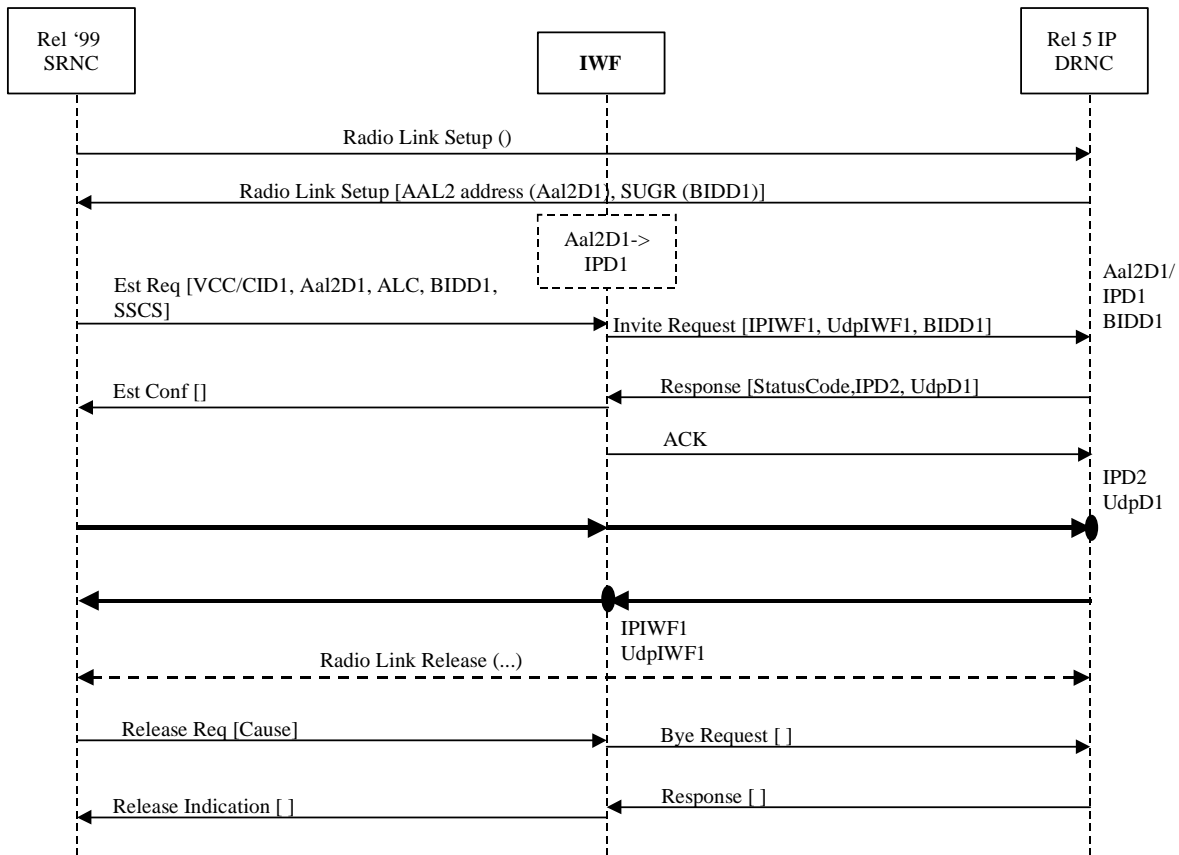 Rel ‘99
SRNC
IWF
Rel 5 IP
DRNC
Radio Link Setup ()
Radio Link Setup [AAL2 address (Aal2D1), SUGR (BIDD1)]
Aal2D1->
IPD1
Est Req [VCC/CID1, Aal2D1, ALC, BIDD1,
SSCS]
Aal2D1/
IPD1
BIDD1
Invite Request [IPIWF1, UdpIWF1, BIDD1]
Est Conf []
Response [StatusCode,IPD2, UdpD1]
ACK
IPD2
UdpD1
IPIWF1
UdpIWF1
Radio Link Release (...)
Release Req [Cause]
Bye Request [ ]
Release Indication [ ]
Response [ ]